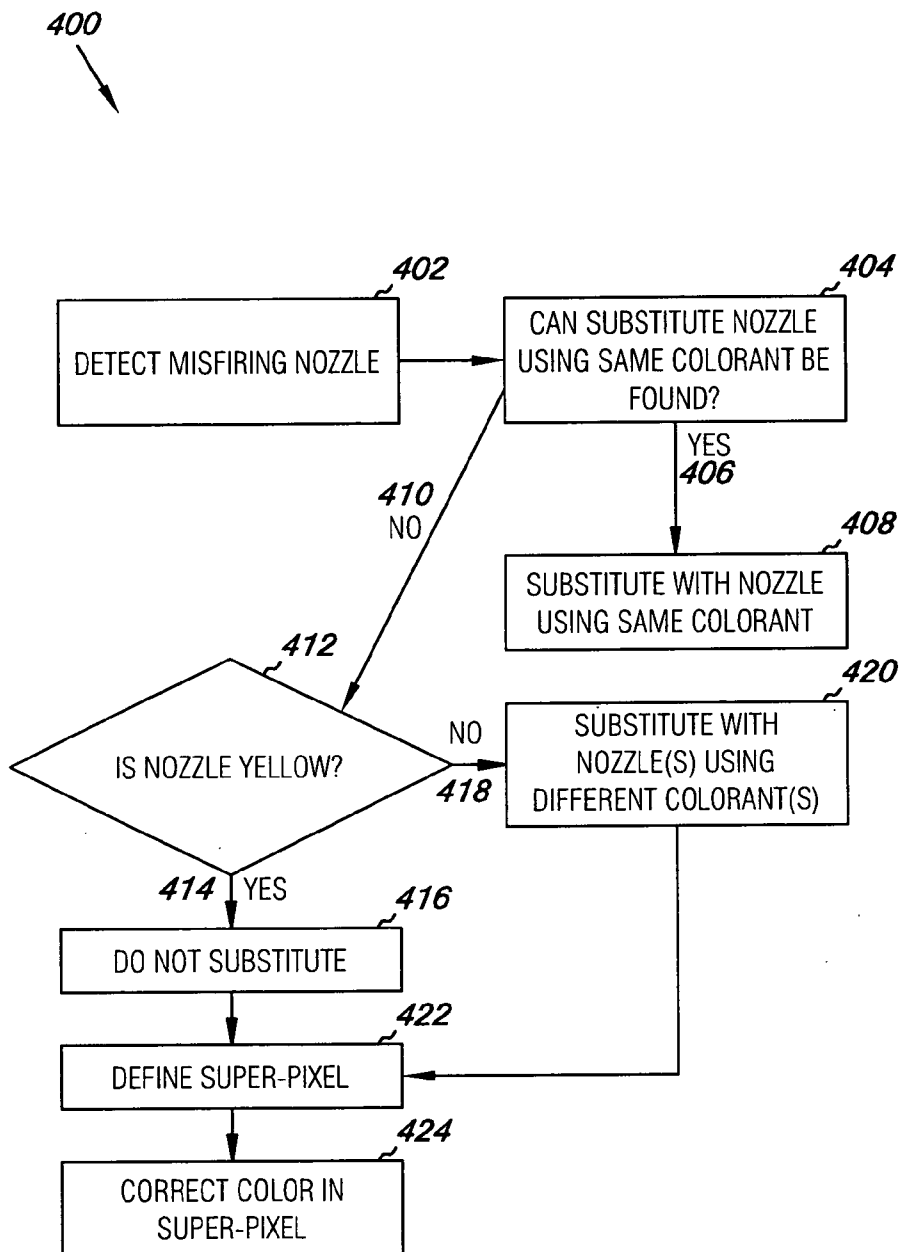 400
402
DETECT MISFIRING NOZZLE
404
CAN SUBSTITUTE NOZZLE
USING SAME COLORANT BE
FOUND?
YES
406
410
NO
408
SUBSTITUTE WITH NOZZLE
USING SAME COLORANT
412
IS NOZZLE YELLOW?
NO
418
420
SUBSTITUTE WITH
NOZZLE(S) USING
DIFFERENT COLORANT(S)
414 YES
416
DO NOT SUBSTITUTE
422
DEFINE SUPER-PIXEL
424
CORRECT COLOR IN
SUPER-PIXEL